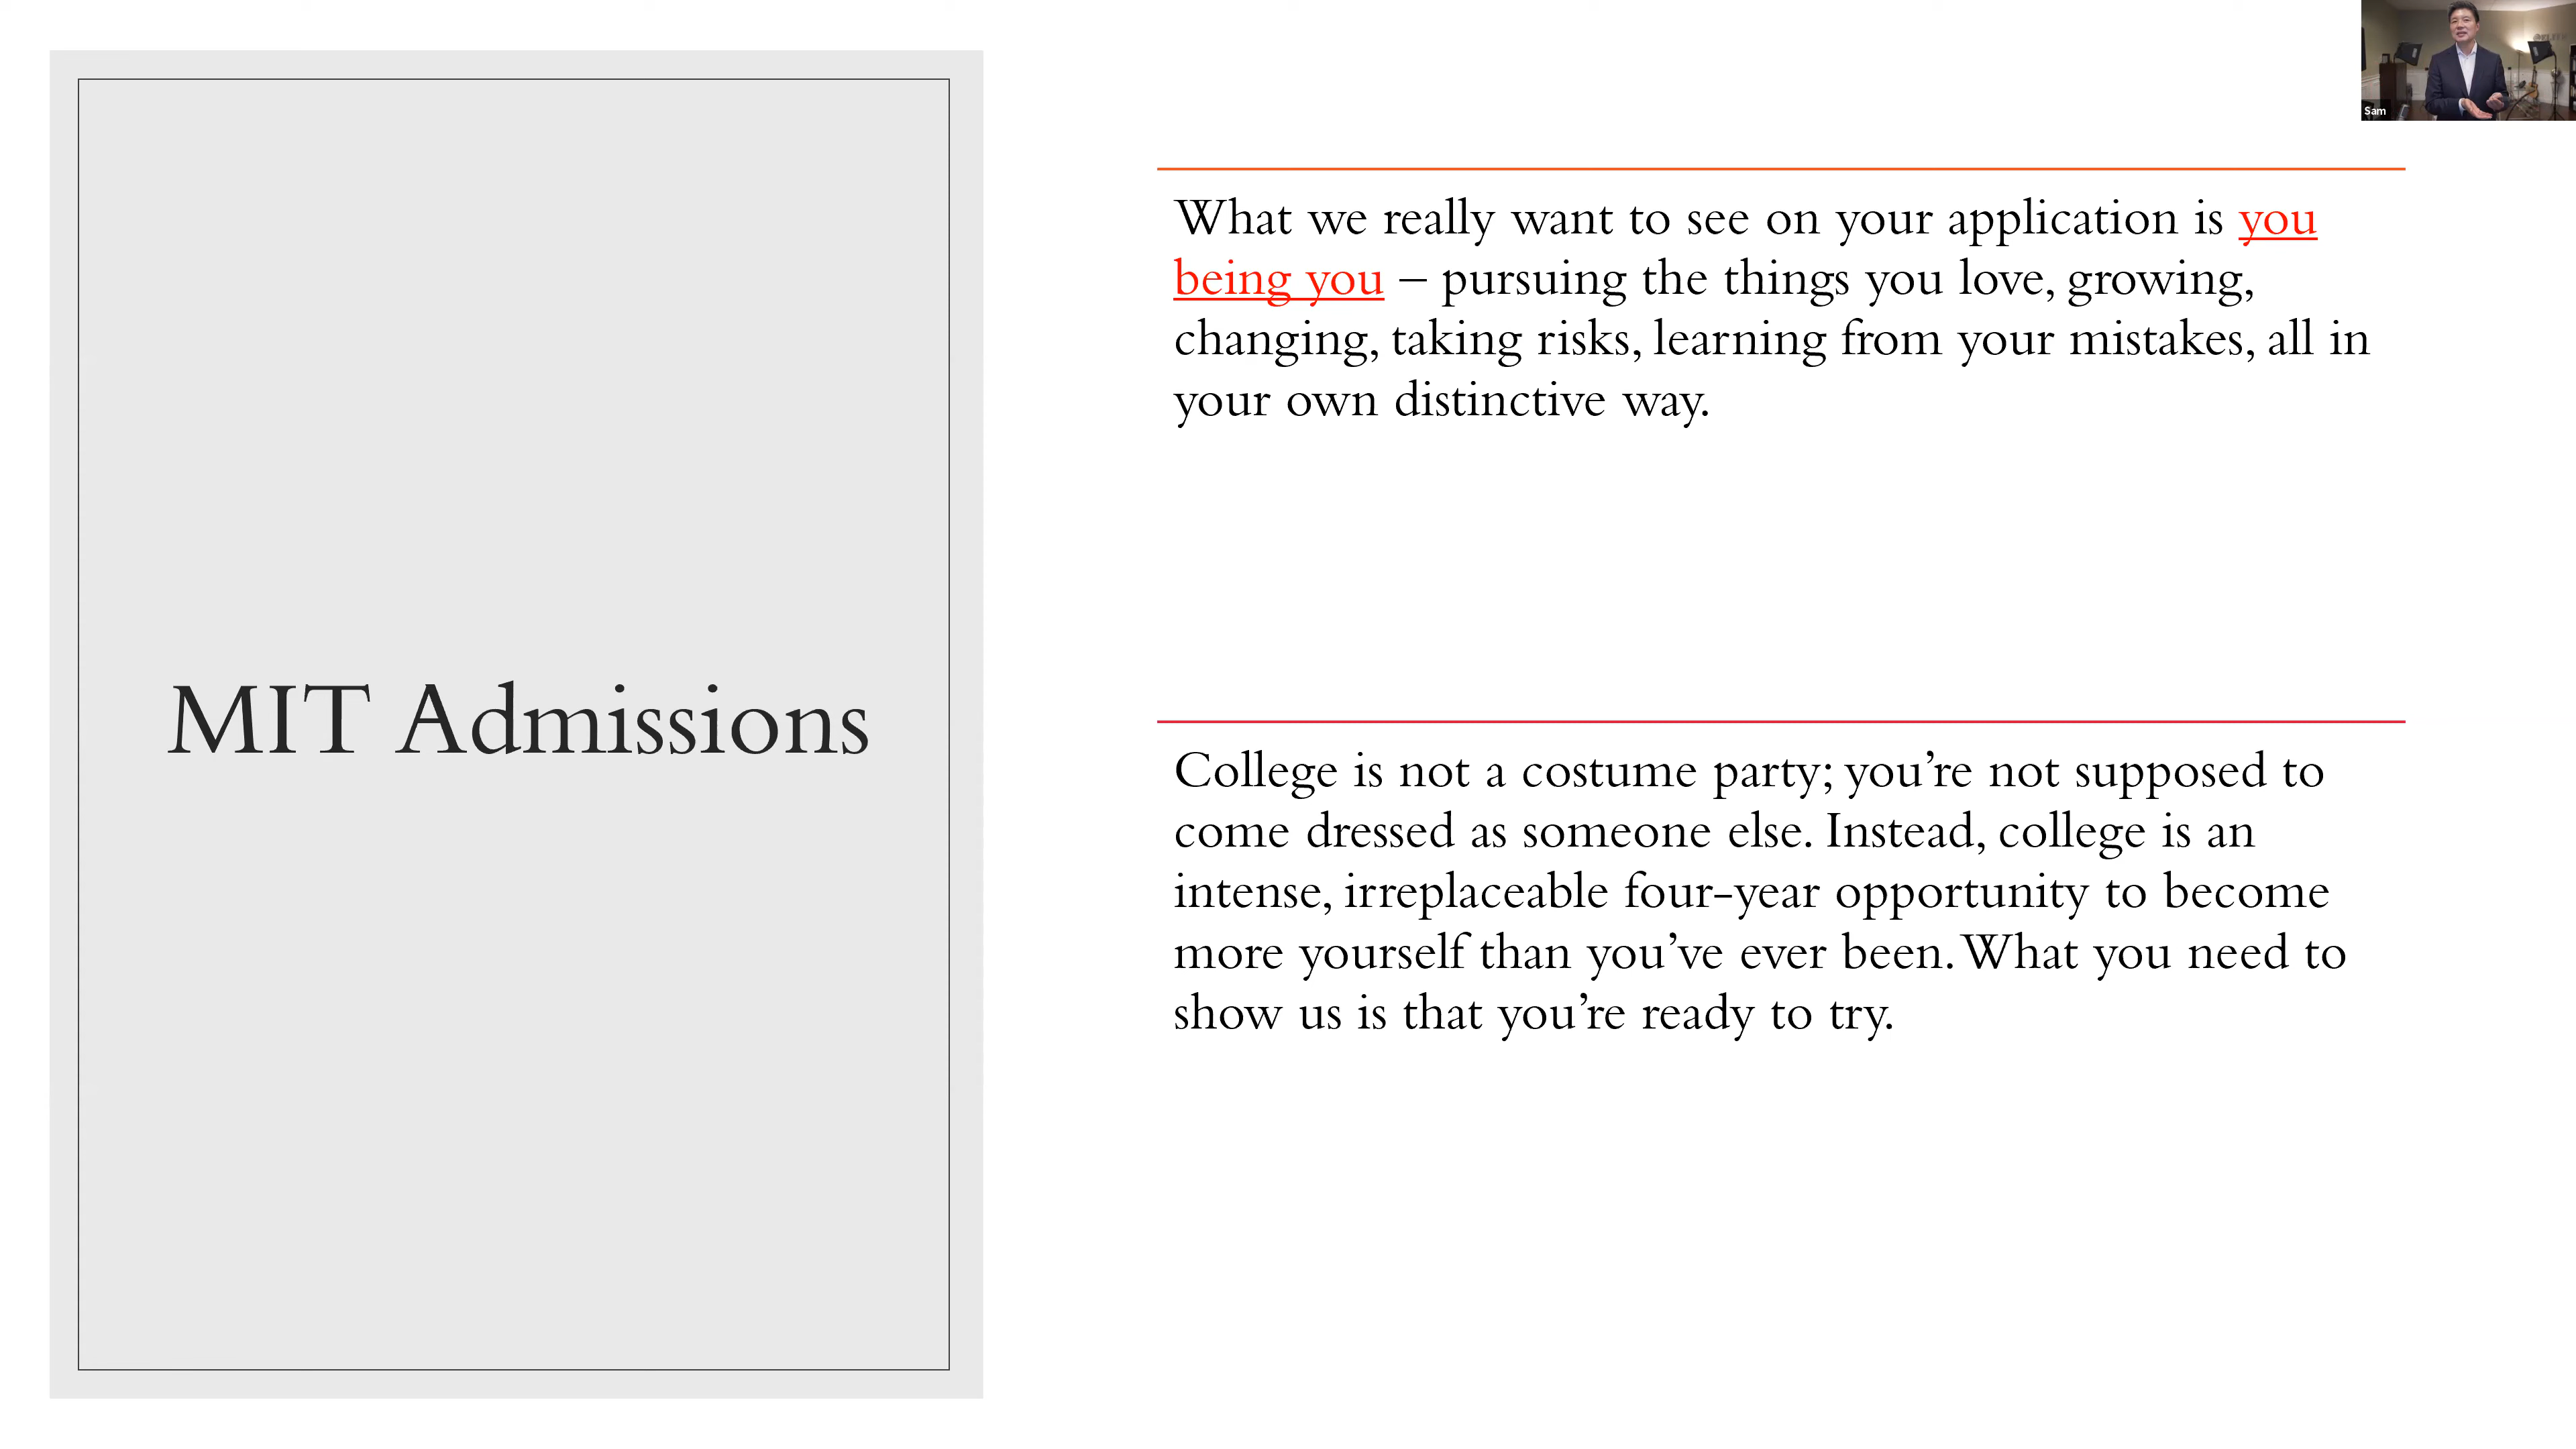 MIT Admissions
What we really want to see on your application is you
being you – pursuing the things you love, growing,
changing, taking risks, learning from your mistakes, all in
your own distinctive way.
College is not a costume party; you’re not supposed to
come dressed as someone else. Instead, college is an
intense, irreplaceable four-year opportunity to become
more yourself than you’ve ever been. What you need to
show us is that you’re ready to try.
Sam